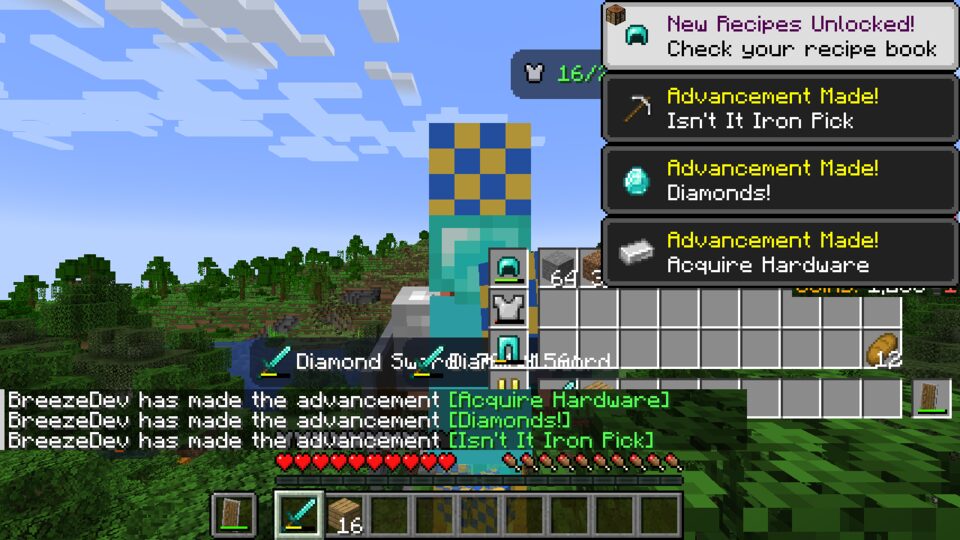 New Recipes Unlocked!
Check your recipe book
16/
Advancement Made!
Isn't It Iron Pick
Advancement Made!
Diamonds!
Advancement Made!
Acquire Hardware
64
12
Diamond
BreezeDev has made the advancement [Acquire Hardware]
BreezeDev has made the advancement [Diamonds!]
BreezeDev has made the advancement [Isn't It Iron Pick]
16